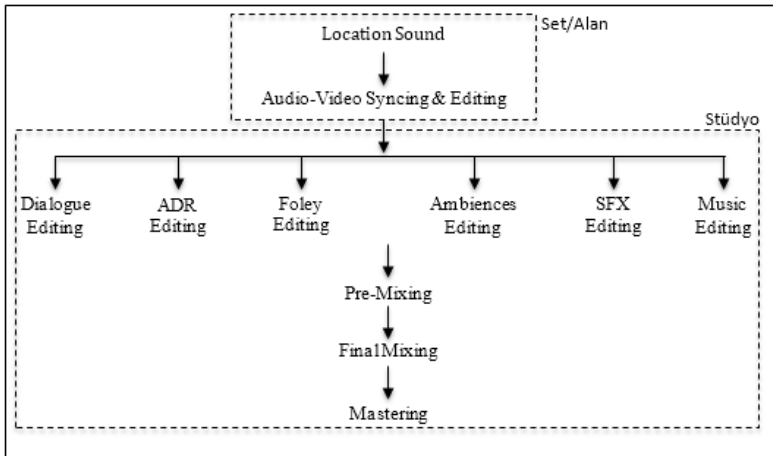 Location Sound
Set/Alan
Audio-Video Syncing & Editing
Stüdyo
Dialogue Editing
ADR Editing
Foley Editing
Ambiences Editing
SFX Editing
Music Editing
Pre-Mixing
Final Mixing
Mastering